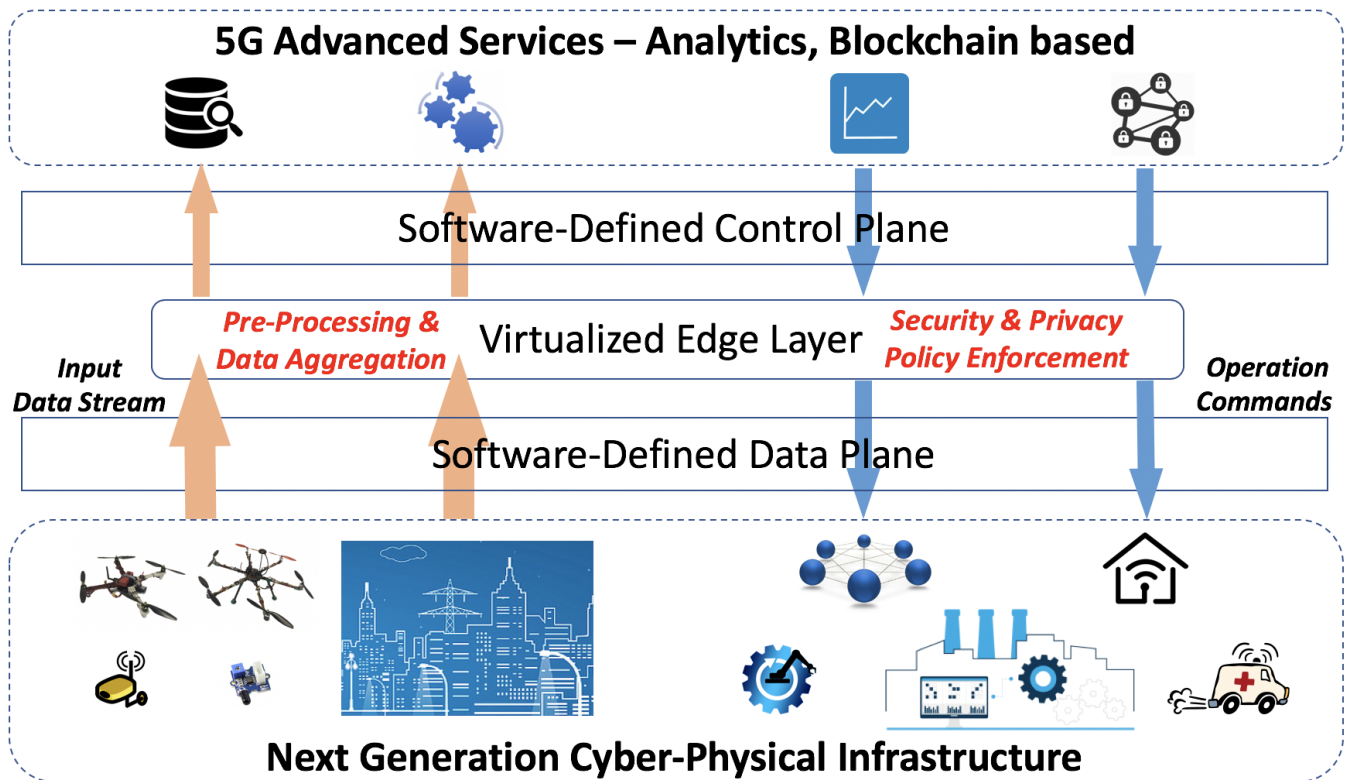 5G Advanced Services – Analytics, Blockchain based
Software-Defined Control Plane
Pre-Processing &
Data Aggregation
Virtualized Edge Layer
Security & Privacy
Policy Enforcement
Input
Data Stream
Operation
Commands
Software-Defined Data Plane
Next Generation Cyber-Physical Infrastructure